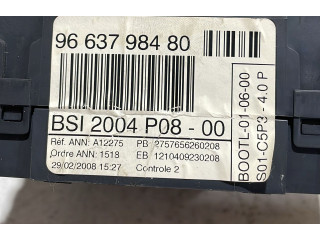 96 637 984 80
BSI 2004 P08 - 00
Réf. ANN: A12275 PB 2757656260208
Ordre ANN: 1518 EB 1210409230208
29/02/2008 15:27 Controle 2
BOOTL-01-06-00
S01-C5P3 - 4.0 P